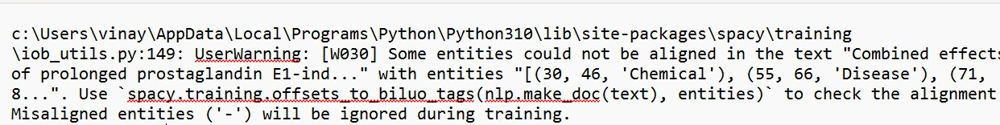 c:\Users\vinay\AppData\Local\Programs\Python\Python310\lib\site-packages\spacy\training
\iob_utils.py:149: UserWarning: [W030] Some entities could not be aligned in the text "Combined effects
of prolonged prostaglandin E1-ind..." with entities "[(30, 46, 'Chemical'), (55, 66, 'Disease'), (71,
8...". Use `spacy.training.offsets_to_biluo_tags(nlp.make_doc(text), entities)` to check the alignment
Misaligned entities ('-') will be ignored during training.